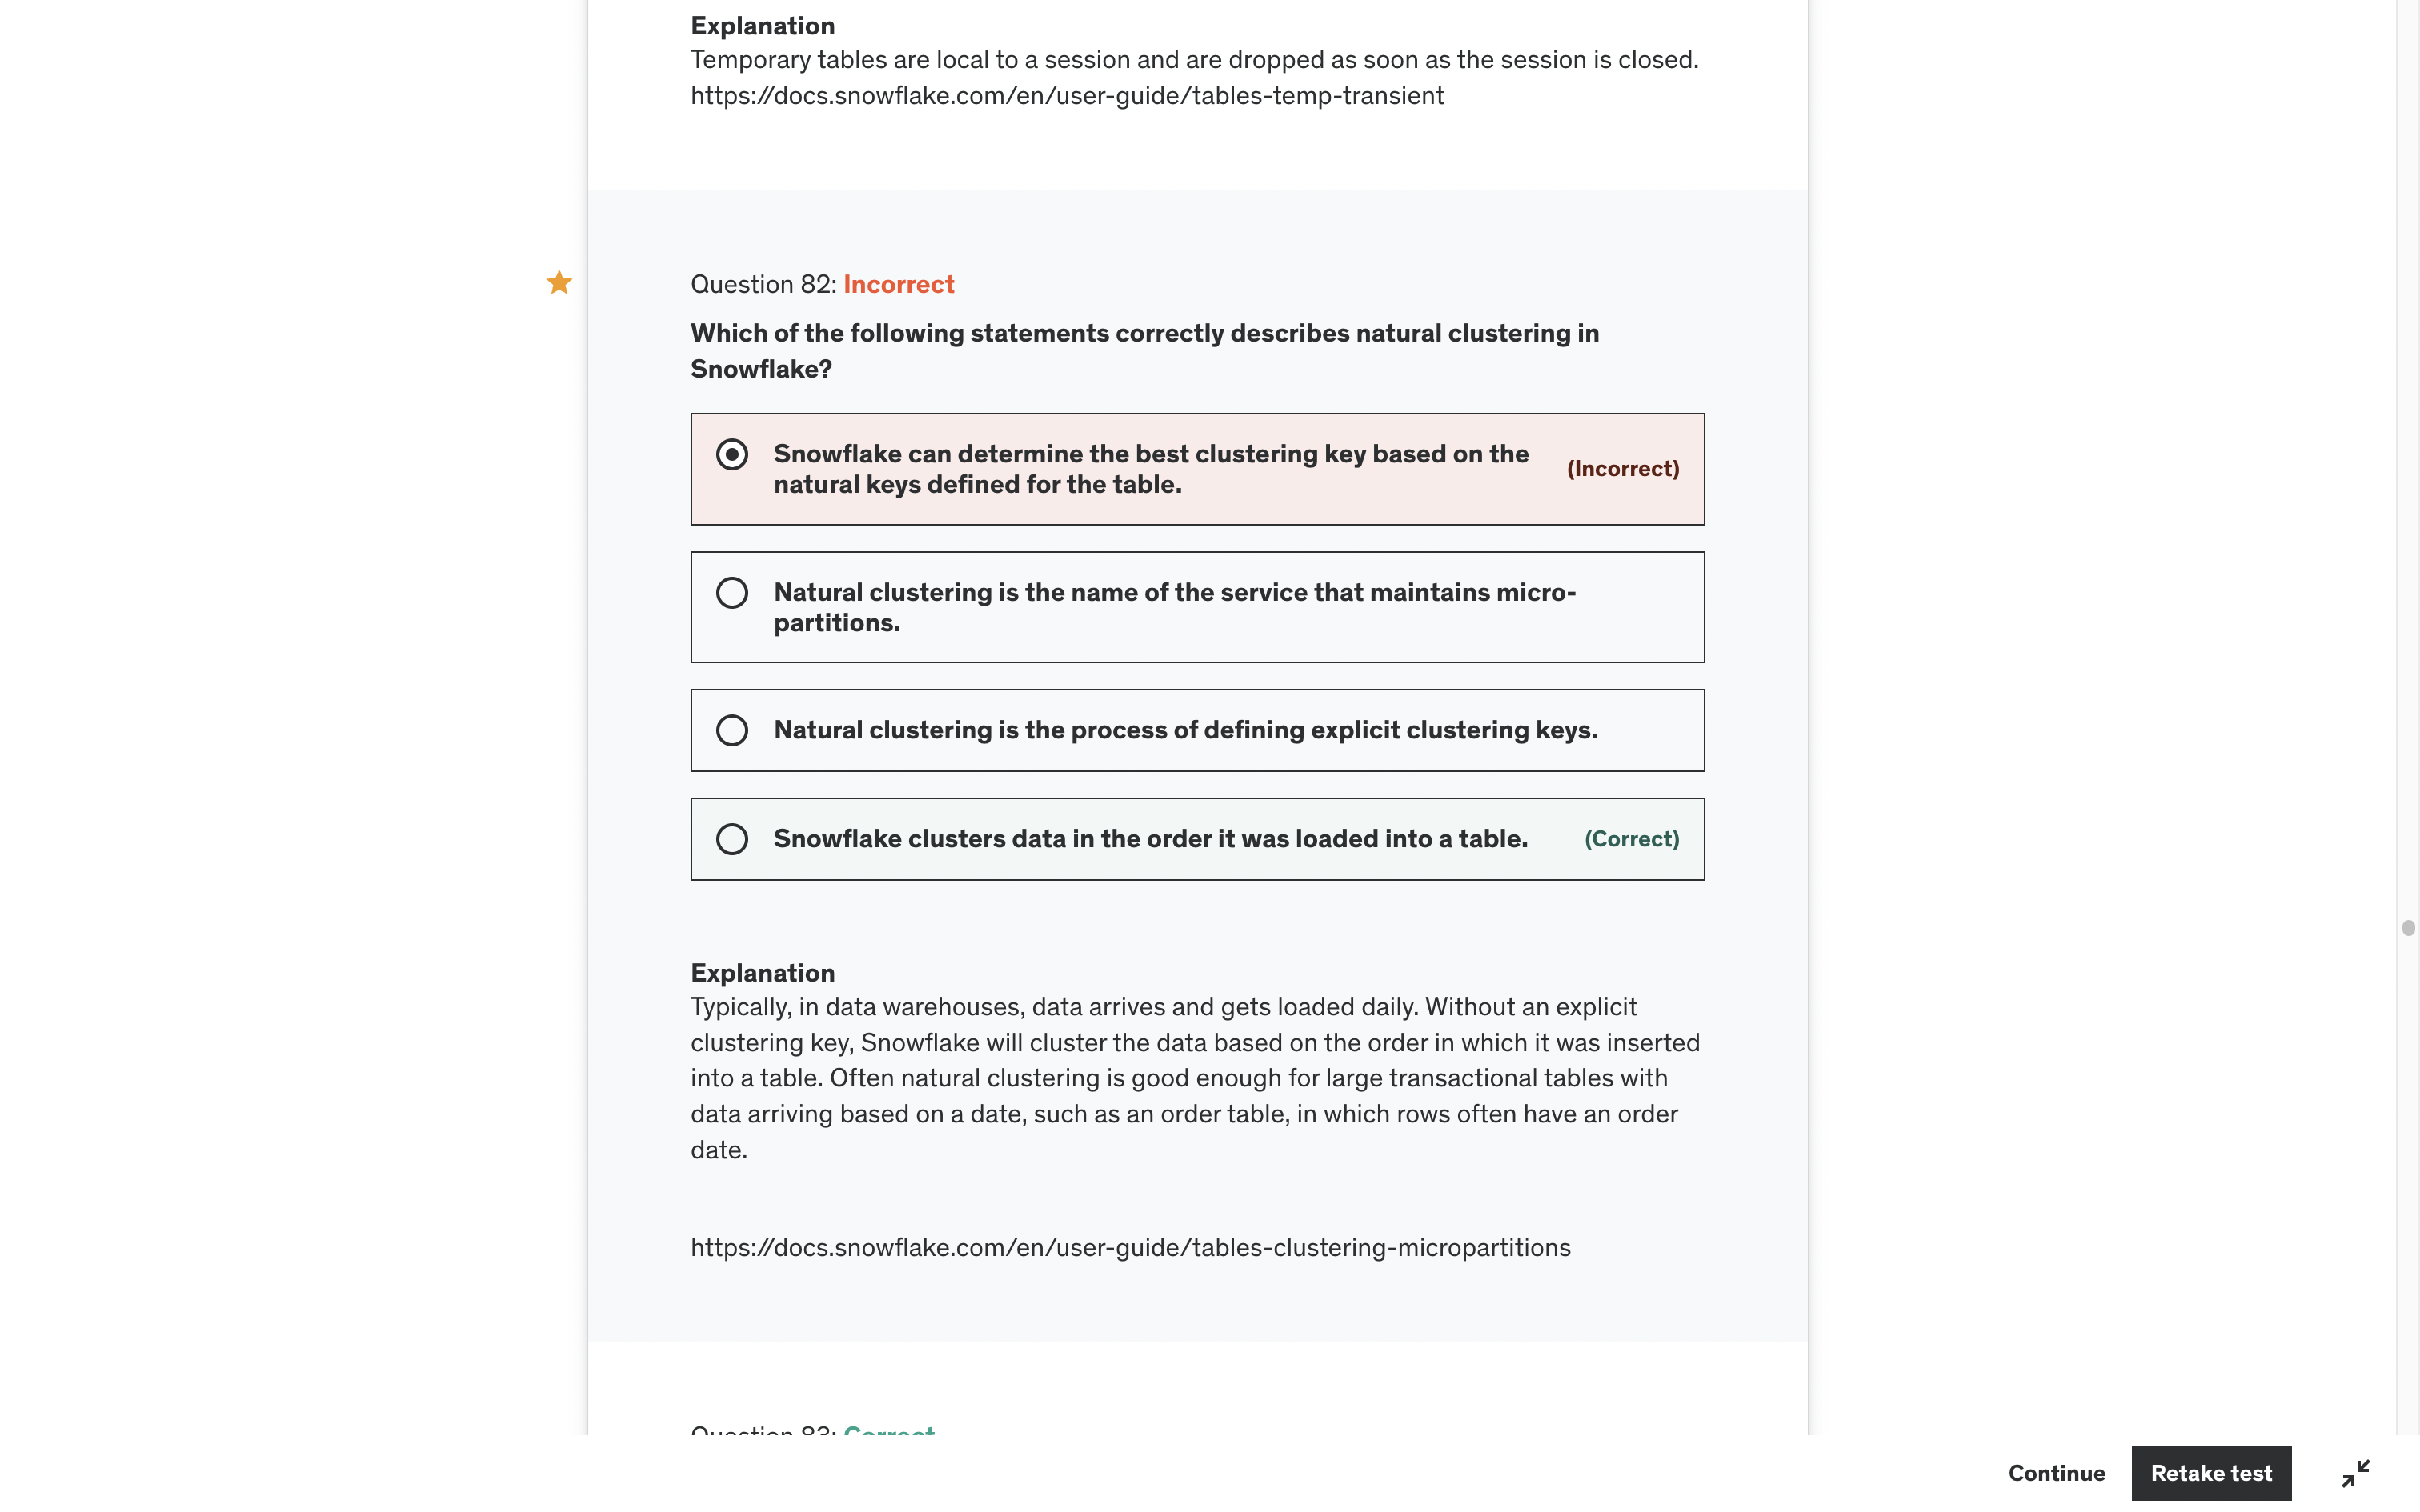 Explanation
Temporary tables are local to a session and are dropped as soon as the session is closed.
https://docs.snowflake.com/en/user-guide/tables-temp-transient
Question 82: Incorrect
Which of the following statements correctly describes natural clustering in
Snowflake?
Snowflake can determine the best clustering key based on the
natural keys defined for the table.
(Incorrect)
Natural clustering is the name of the service that maintains micro-
partitions.
Natural clustering is the process of defining explicit clustering keys.
Snowflake clusters data in the order it was loaded into a table.
(Correct)
Explanation
Typically, in data warehouses, data arrives and gets loaded daily. Without an explicit
clustering key, Snowflake will cluster the data based on the order in which it was inserted
into a table. Often natural clustering is good enough for large transactional tables with
data arriving based on a date, such as an order table, in which rows often have an order
date.
https://docs.snowflake.com/en/user-guide/tables-clustering-micropartitions
Question 83: Correct
Continue
Retake test